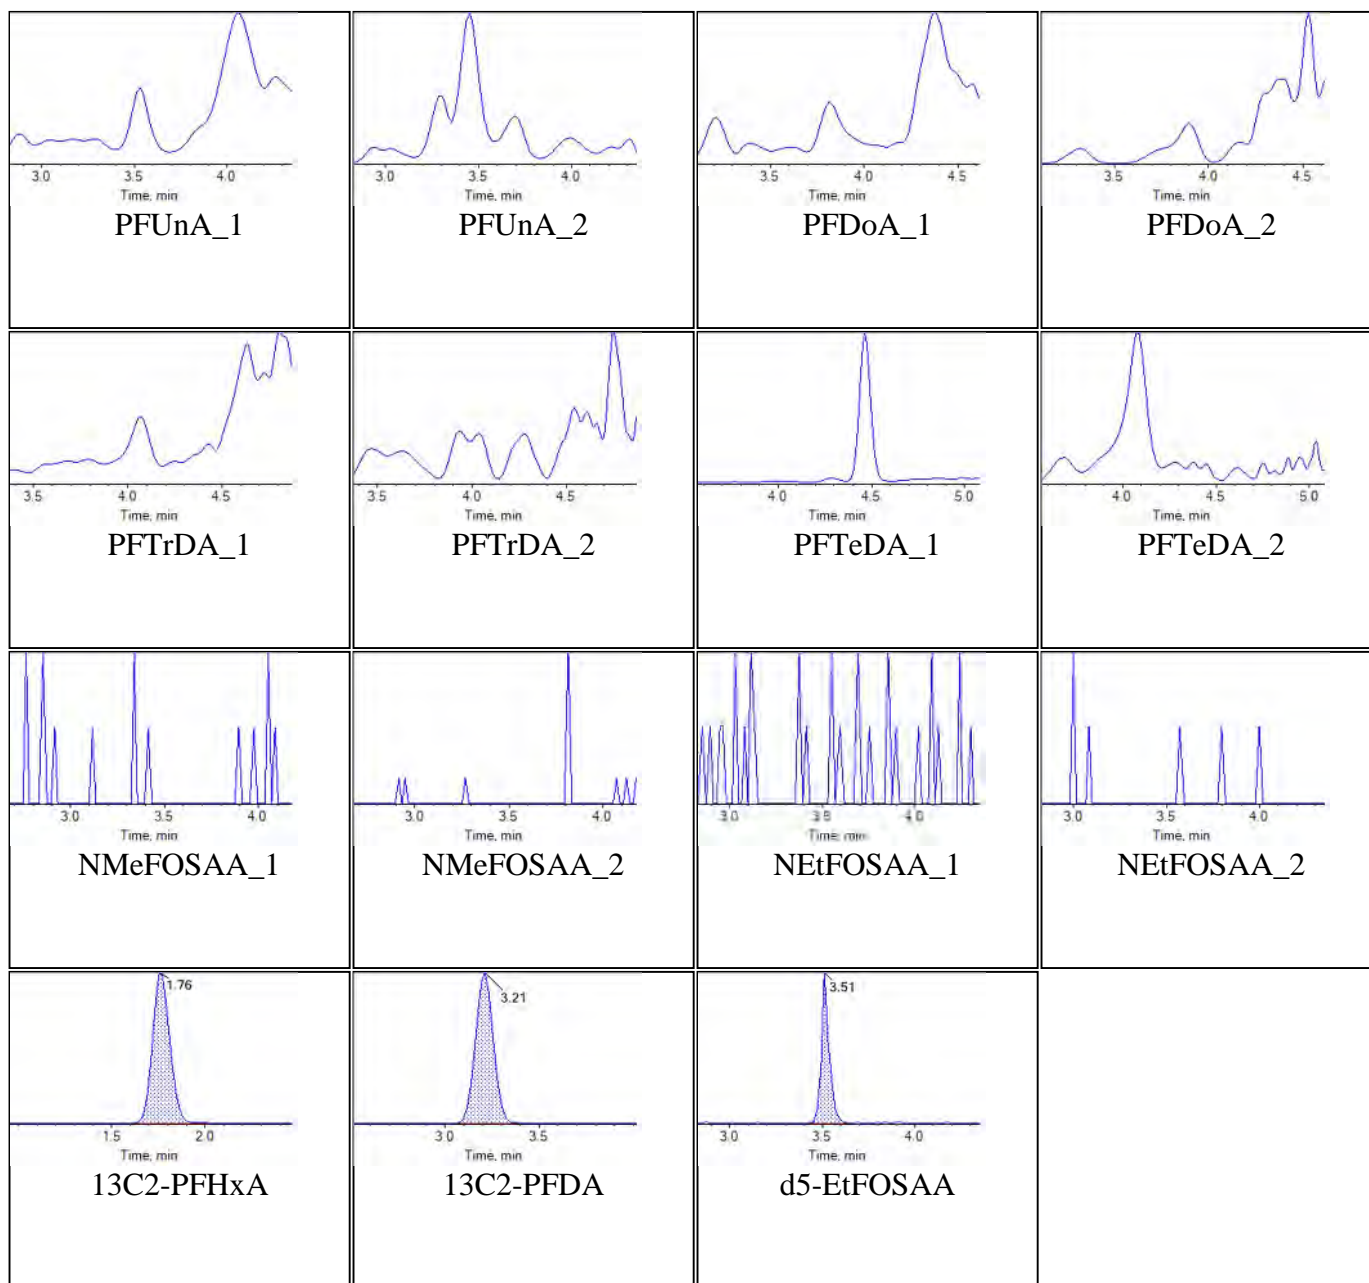 3.0 3.5 4.0
Time, min
PFUnA_1
3.0 3.5 4.0
Time, min
PFUnA_2
3.5 4.0 4.5
Time, min
PFDoA_1
3.5 4.0 4.5
Time, min
PFDoA_2
3.5 4.0 4.5
Time, min
PFTrDA_1
3.5 4.0 4.5
Time, min
PFTrDA_2
4.0 4.5 5.0
Time, min
PFTeDA_1
4.0 4.5 5.0
Time, min
PFTeDA_2
3.0 3.5 4.0
Time, min
NMeFOSAA_1
3.0 3.5 4.0
Time, min
NMeFOSAA_2
3.0 3.5 4.0
Time, min
NEtFOSAA_1
3.0 3.5 4.0
Time, min
NEtFOSAA_2
1.76
1.5 2.0
Time, min
13C2-PFHxA
3.21
3.0 3.5
Time, min
13C2-PFDA
3.51
3.0 3.5 4.0
Time, min
d5-EtFOSAA